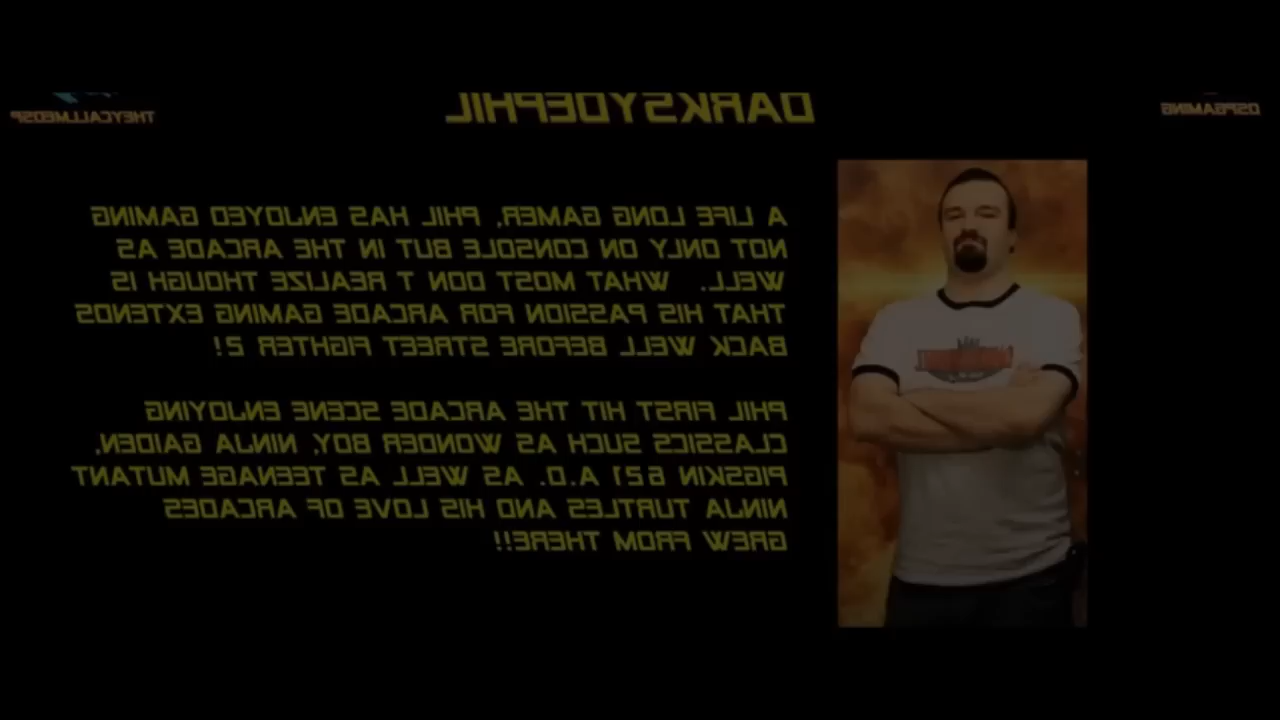 DARKSYDEPHIL
THEYCALLMEDSP
DSPGAMING
A LIFE LONG GAMER, PHIL HAS ENJOYED GAMING
NOT ONLY ON CONSOLE BUT IN THE ARCADE AS
WELL. WHAT MOST DON T REALIZE THOUGH IS
THAT HIS PASSION FOR ARCADE GAMING EXTENDS
BACK WELL BEFORE STREET FIGHTER 2!
PHIL FIRST HIT THE ARCADE SCENE ENJOYING
CLASSICS SUCH AS WONDER BOY, NINJA GAIDEN,
PIGSKIN 621 A.D. AS WELL AS TEENAGE MUTANT
NINJA TURTLES AND HIS LOVE OF ARCADES
GREW FROM THERE!!